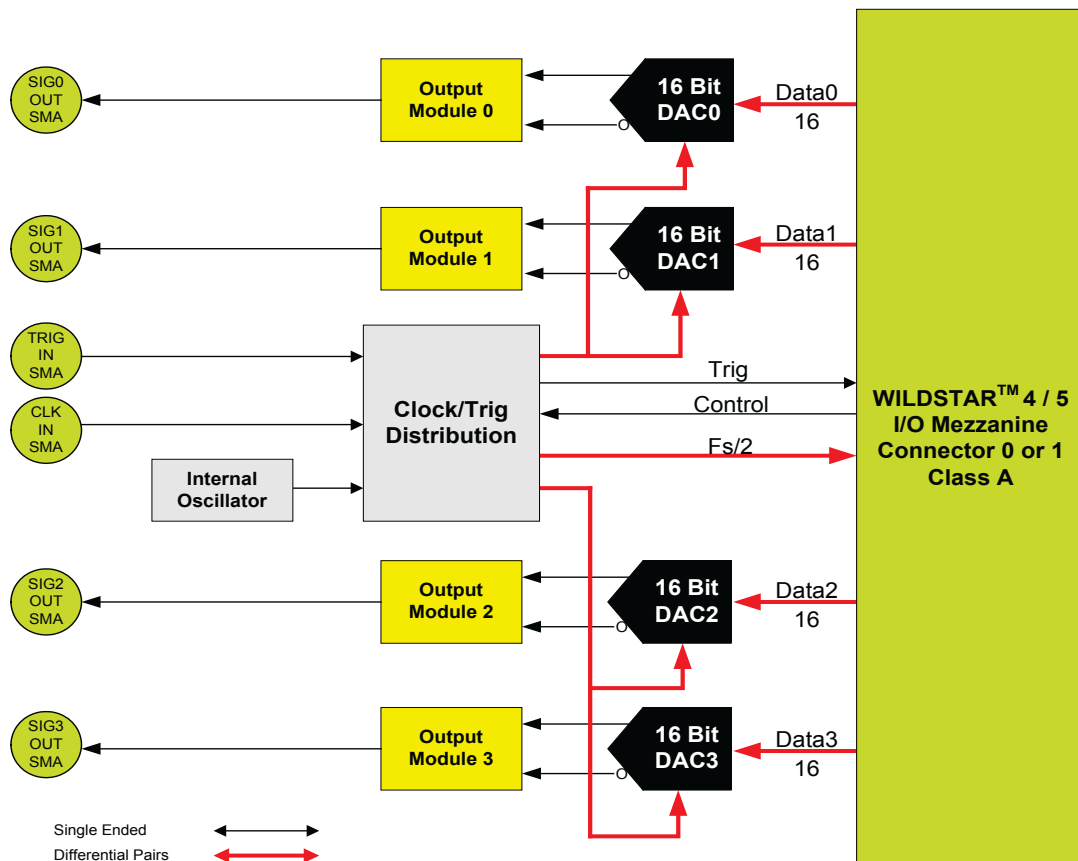 SIG0
OUT
SMA
Output
Module 0
O
16 Bit
DAC0
Data0
16
SIG1
OUT
SMA
Output
Module 1
O
16 Bit
DAC1
Data1
16
TRIG
IN
SMA
CLK
IN
SMA
Internal
Oscillator
Clock/Trig
Distribution
Trig
Control
Fs/2
WILDSTAR™ 4 / 5
I/O Mezzanine
Connector 0 or 1
Class A
SIG2
OUT
SMA
Output
Module 2
O
16 Bit
DAC2
Data2
16
SIG3
OUT
SMA
Output
Module 3
O
16 Bit
DAC3
Data3
16
Single Ended
Differential Pairs